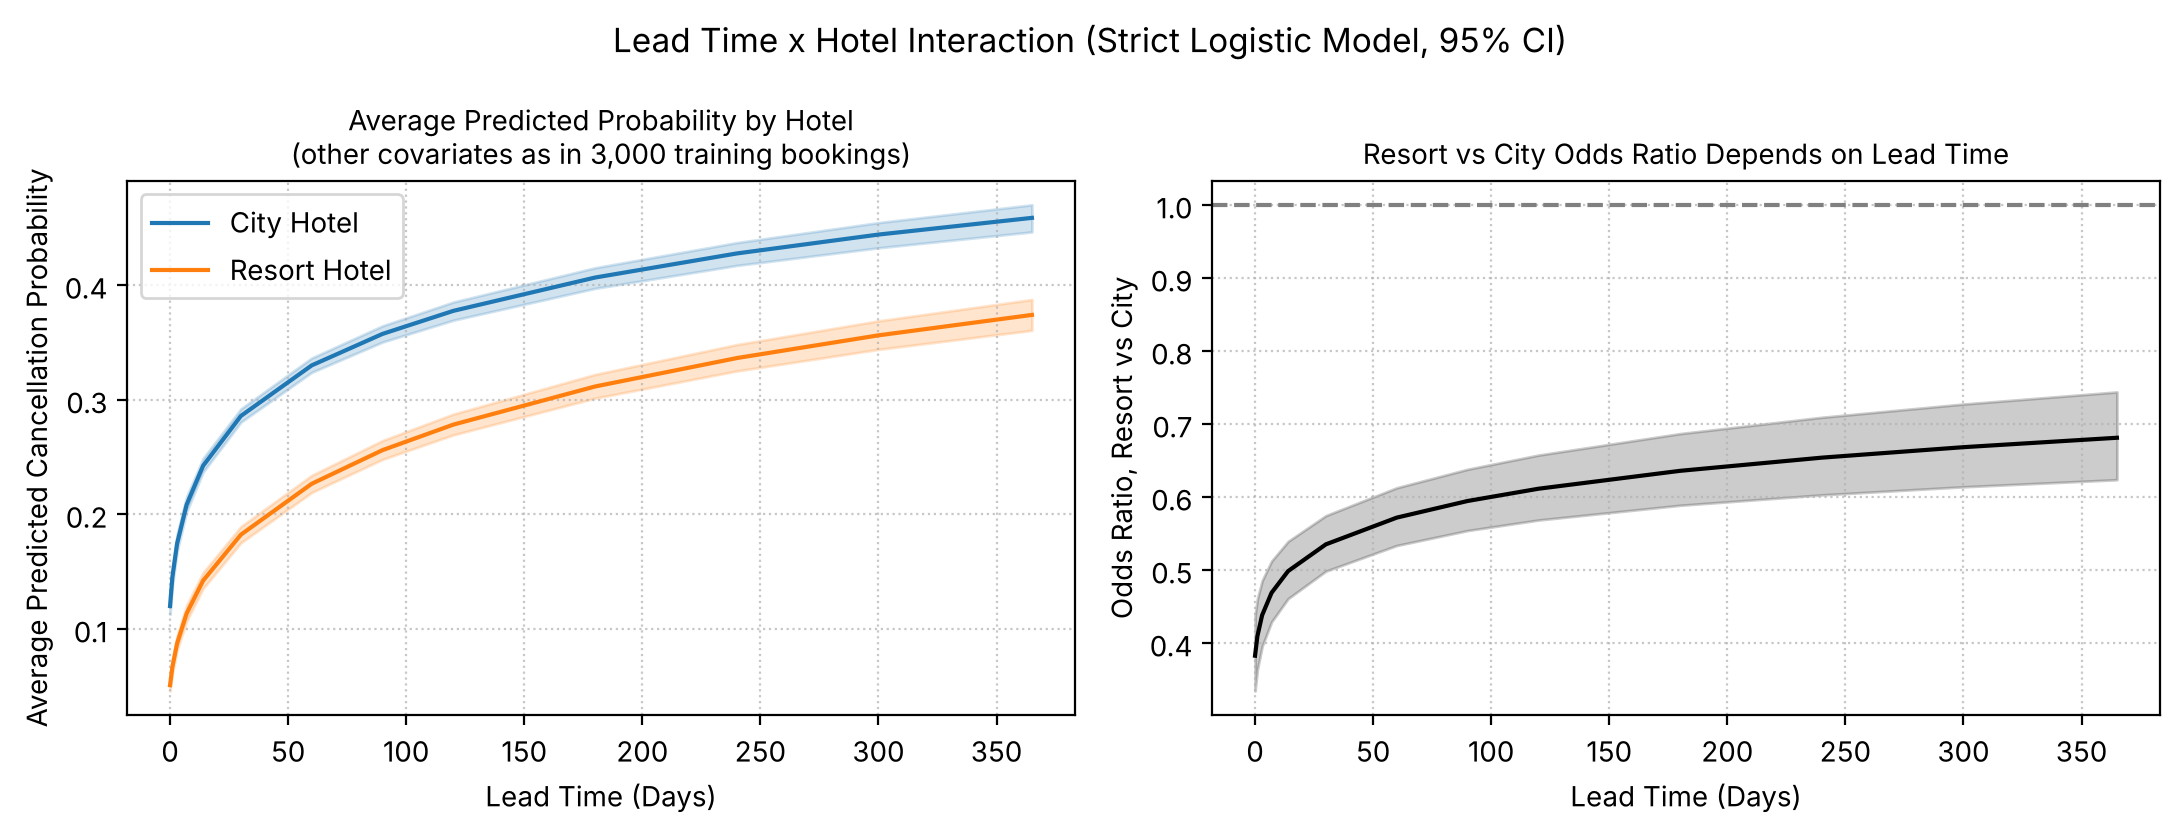 Lead Time x Hotel Interaction (Strict Logistic Model, 95% CI)
Average Predicted Probability by Hotel
(other covariates as in 3,000 training bookings)
Average Predicted Cancellation Probability
City Hotel
Resort Hotel
0.4
0.3
0.2
0.1
0 50 100 150 200 250 300 350
Lead Time (Days)
Resort vs City Odds Ratio Depends on Lead Time
Odds Ratio, Resort vs City
1.0
0.9
0.8
0.7
0.6
0.5
0.4
0 50 100 150 200 250 300 350
Lead Time (Days)